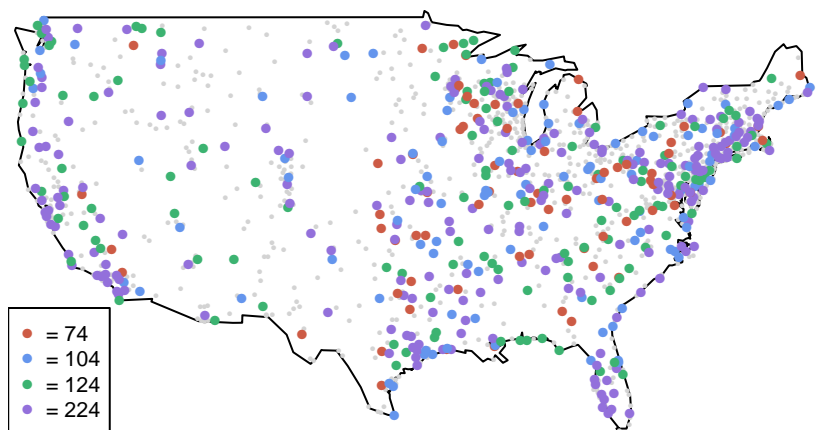 = 74
= 104
= 124
= 224